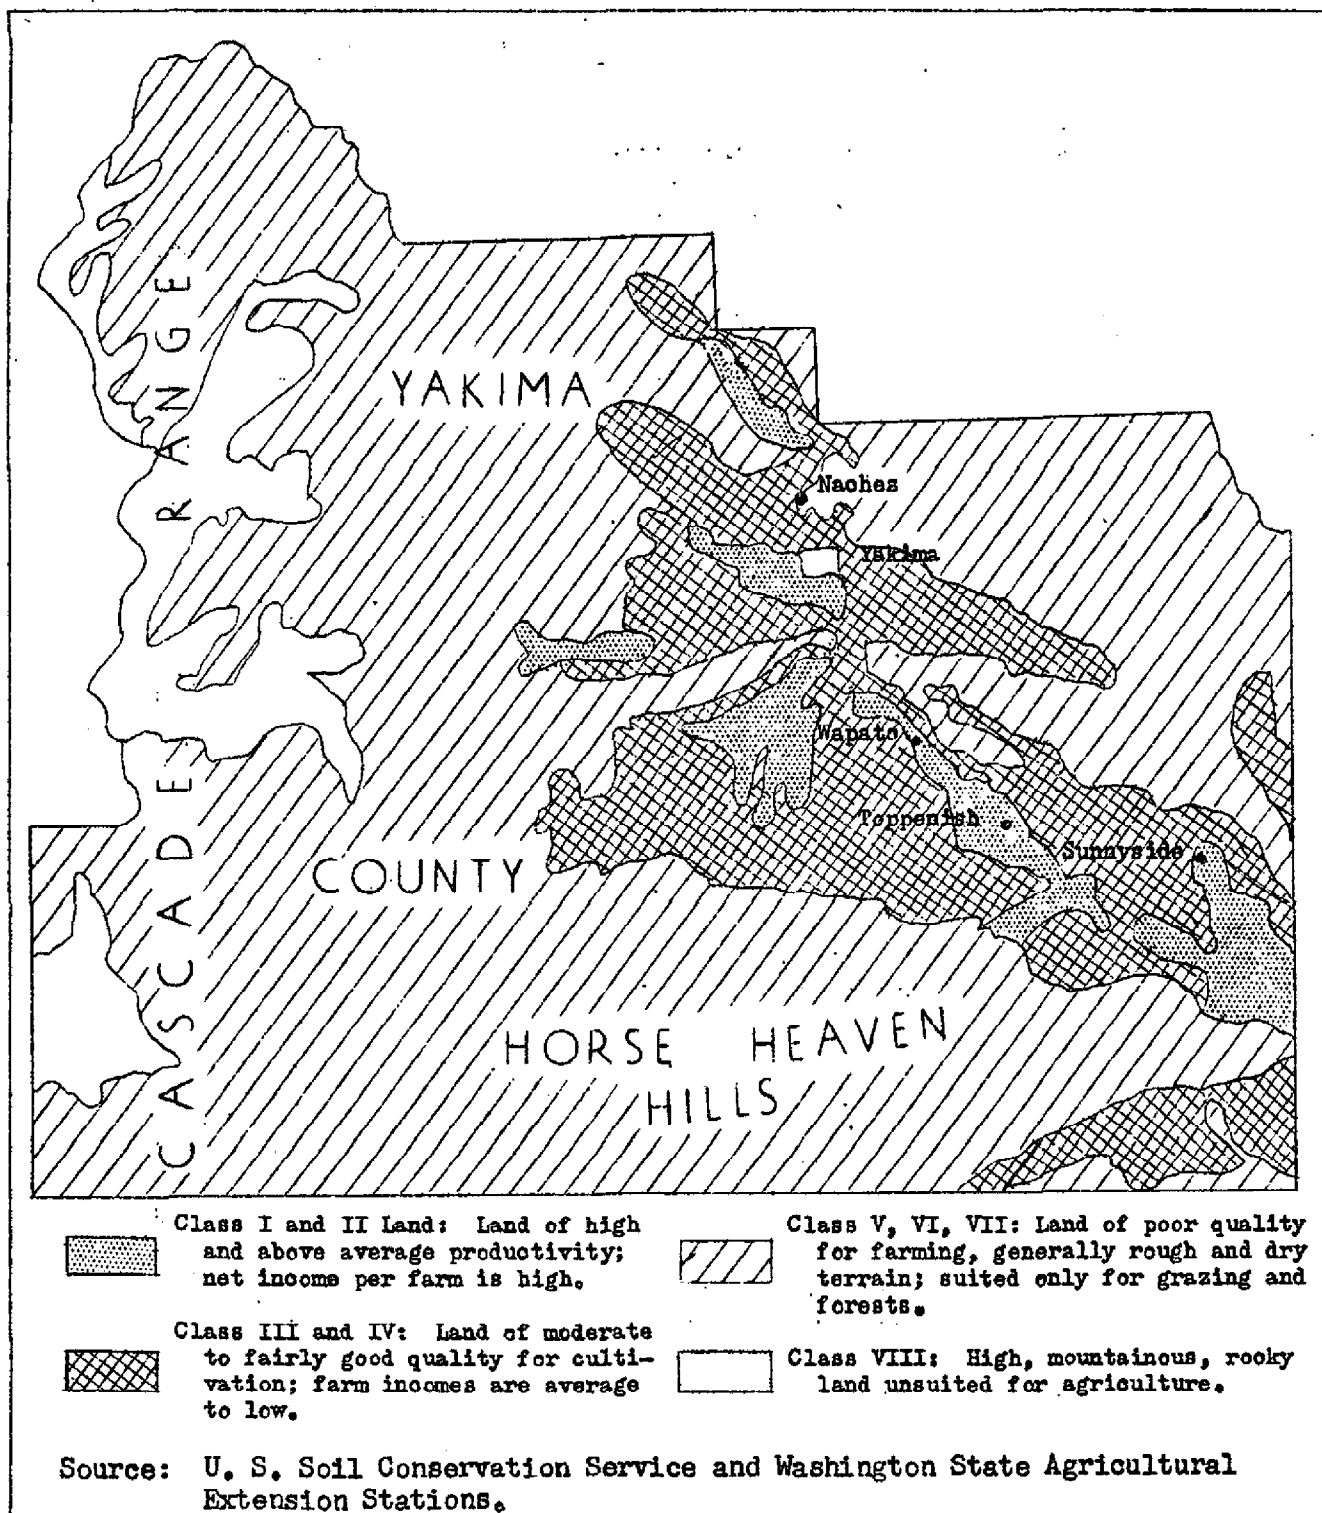 YAKIMA
COUNTY
CASCADE RANGE
HORSE HEAVEN
HILLS
Naches
Yakima
Wapato
Toppenish
Sunnyside
Class I and II Land: Land of high
and above average productivity;
net income per farm is high.
Class III and IV: Land of moderate
to fairly good quality for culti-
vation; farm incomes are average
to low.
Class V, VI, VII: Land of poor quality
for farming, generally rough and dry
terrain; suited only for grazing and
forests.
Class VIII: High, mountainous, rocky
land unsuited for agriculture.
Source: U. S. Soil Conservation Service and Washington State Agricultural
Extension Stations.